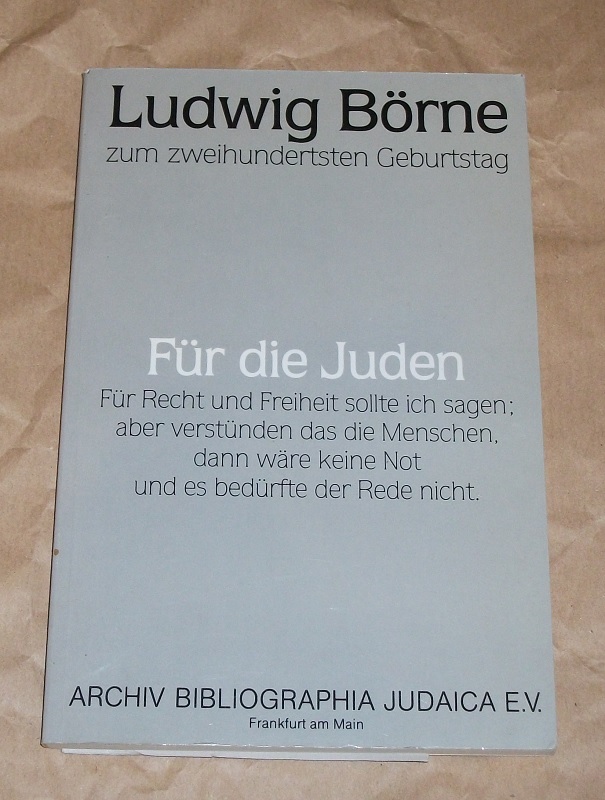 Ludwig Börne
zum zweihundertsten Geburtstag
Für die Juden
Für Recht und Freiheit sollte ich sagen;
aber verstünden das die Menschen,
dann wäre keine Not
und es bedürfte der Rede nicht.
ARCHIV BIBLIOGRAPHIA JUDAICA E.V.
Frankfurt am Main